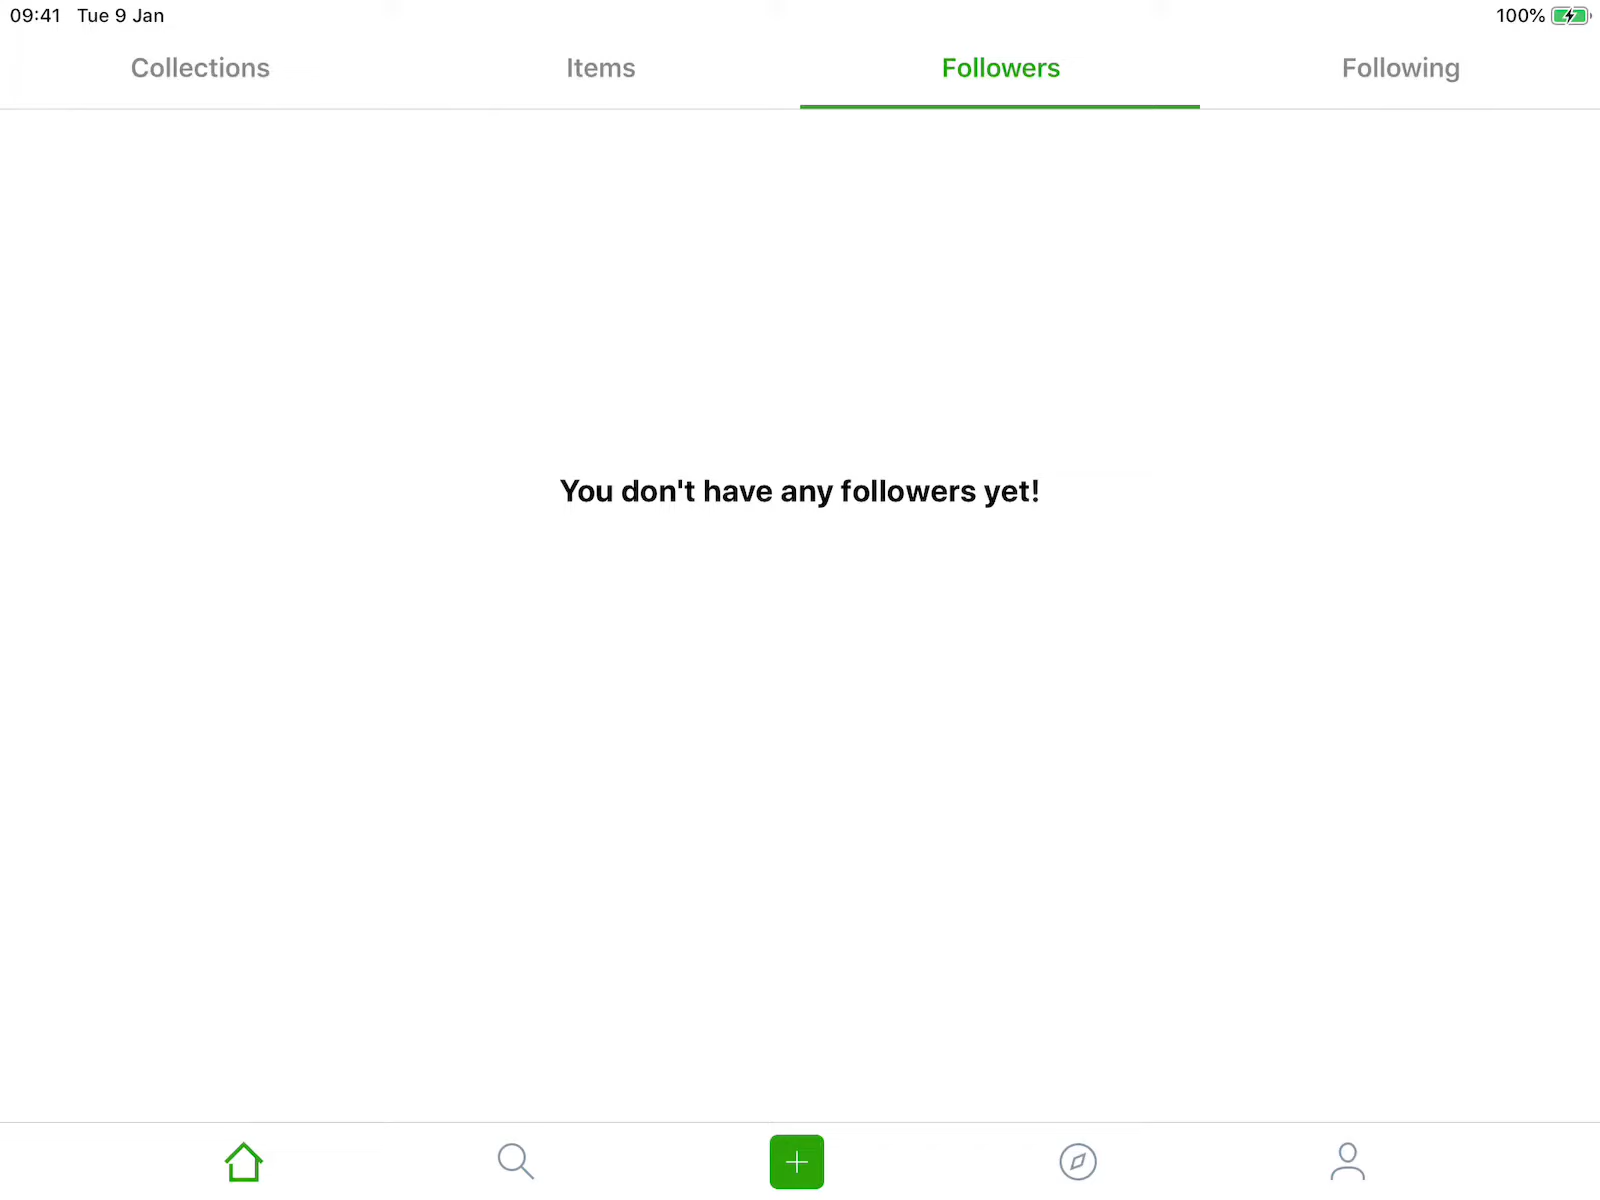 09:41 Tue 9 Jan 100%
Collections Items Followers Following
You don't have any followers yet!